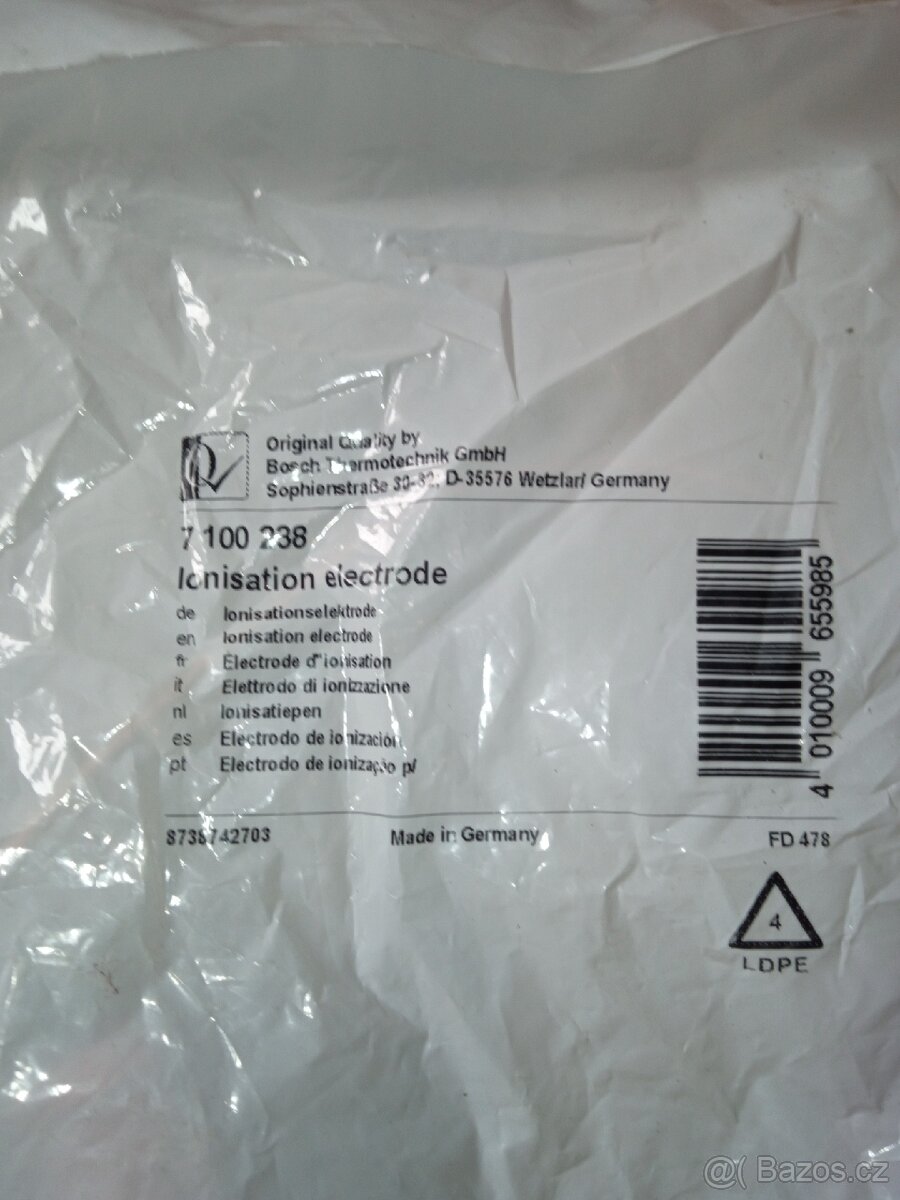 Original Quality by
Bosch Thermotechnik GmbH
Sophienstraße 30-32; D-35576 Wetzlar/ Germany
7 100 238
Ionisation electrode
de Ionisationselektrode
en Ionisation electrode
fr Électrode d'ionisation
it Elettrodo di ionizzazione
nl Ionisatiepen
es Electrodo de ionización
pt Electrodo de ionização p/
4 010009 655985
8738742703 Made in Germany FD 478
4
LDPE
@( Bazos.cz